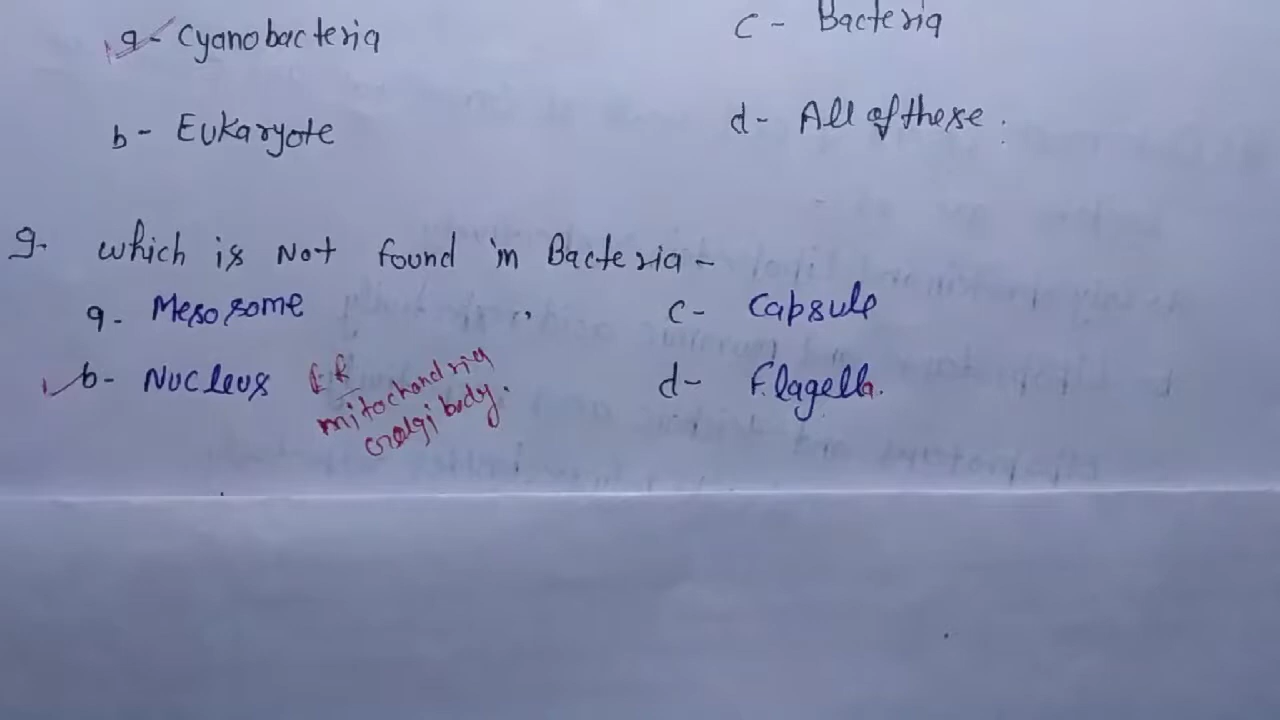 a- Cyanobacteria
c- Bacteria
b- Eukaryote
d- All of these.
9. which is Not found in Bacteria-
a- Mesosome
c- Capsule
b- Nucleus
d- Flagella.
ER
mitochondria
Golgi body.